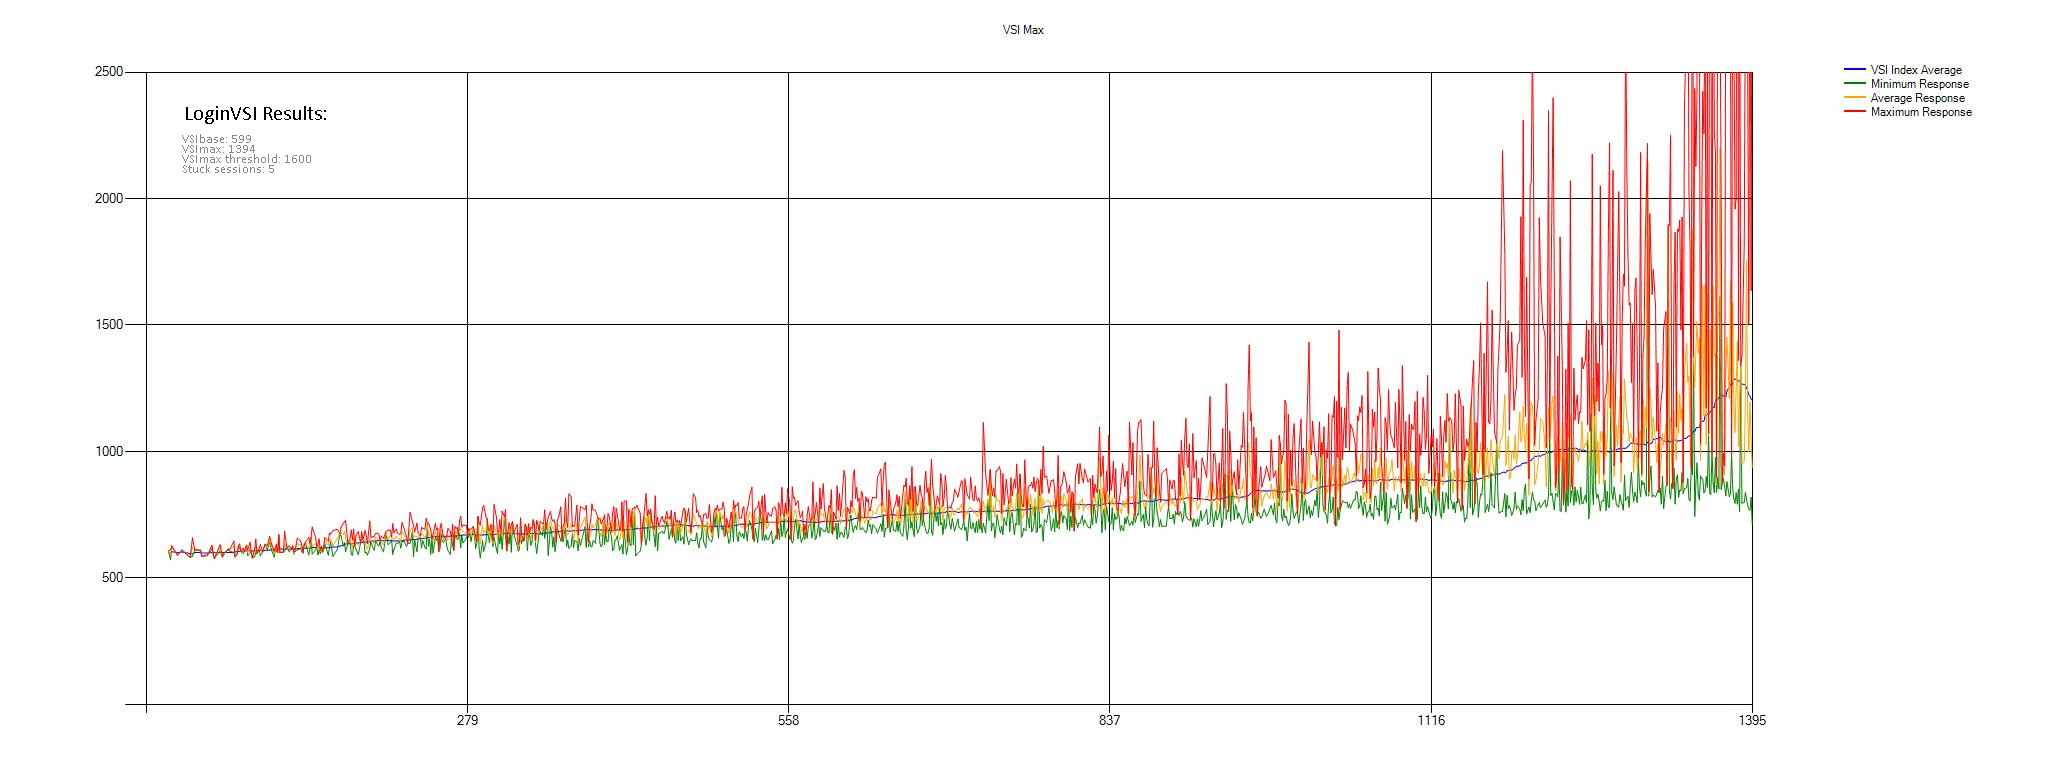 VSI Max
2500
2000
1500
1000
500
LoginVSI Results:
VSIbase: 599
VSImax: 1394
VSImax threshold: 1600
Stuck sessions: 5
VSI Index Average
Minimum Response
Average Response
Maximum Response
279
558
837
1116
1395